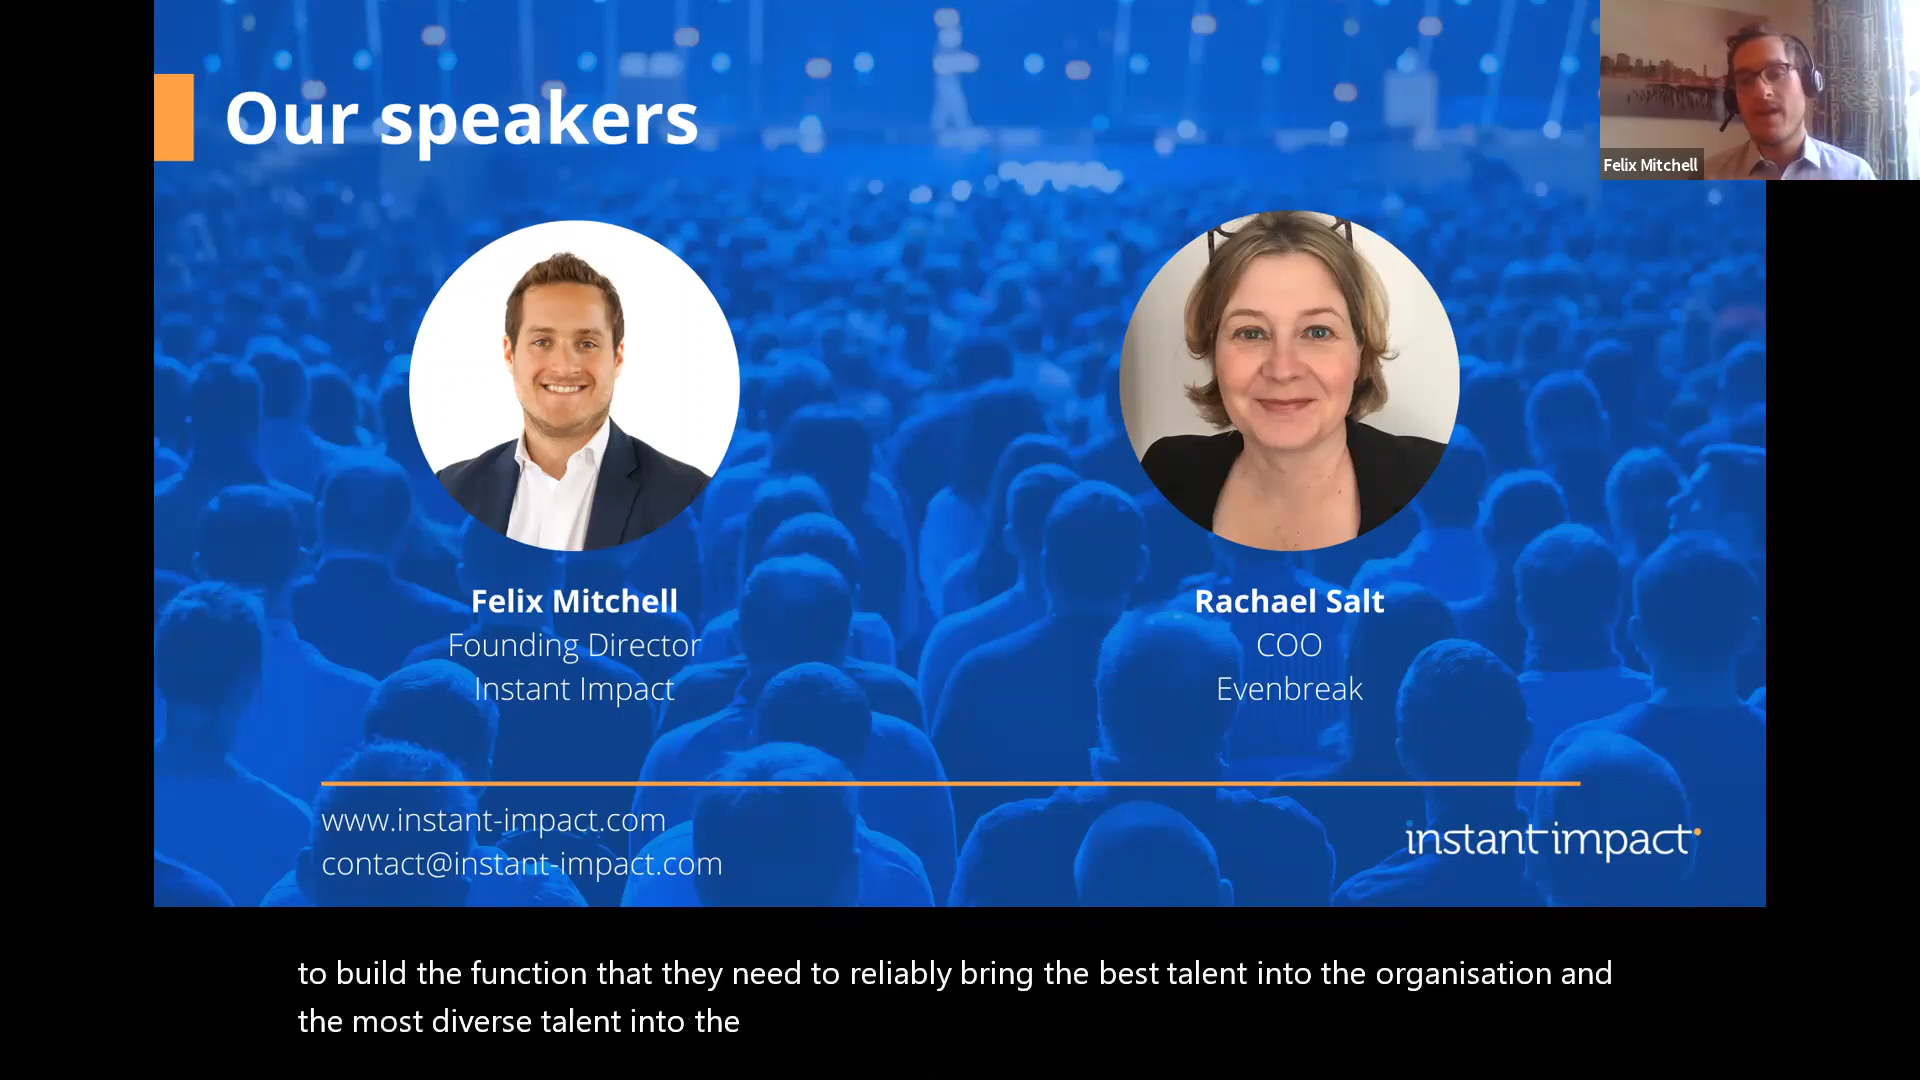 Our speakers
Felix Mitchell
Felix Mitchell
Founding Director
Instant Impact
Rachael Salt
COO
Evenbreak
www.instant-impact.com
contact@instant-impact.com
instant impact
to build the function that they need to reliably bring the best talent into the organisation and
the most diverse talent into the